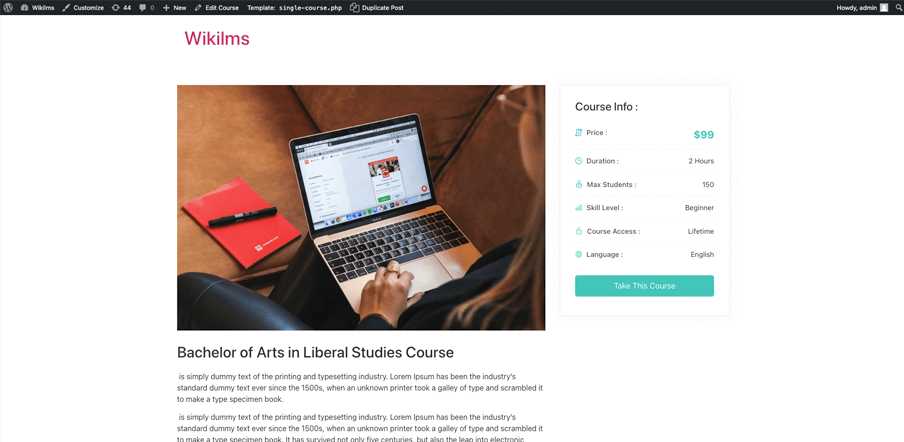 Wikilms Customize 44 0 New Edit Course Template: single-course.php Duplicate Post Howdy, admin
Wikilms
Course Info :
Price : $99
Duration : 2 Hours
Max Students : 150
Skill Level : Beginner
Course Access : Lifetime
Language : English
Take This Course
Bachelor of Arts in Liberal Studies Course
is simply dummy text of the printing and typesetting industry. Lorem Ipsum has been the industry's
standard dummy text ever since the 1500s, when an unknown printer took a galley of type and scrambled it
to make a type specimen book.
is simply dummy text of the printing and typesetting industry. Lorem Ipsum has been the industry's
standard dummy text ever since the 1500s, when an unknown printer took a galley of type and scrambled it
to make a type specimen book. It has survived not only five centuries, but also the leap into electronic